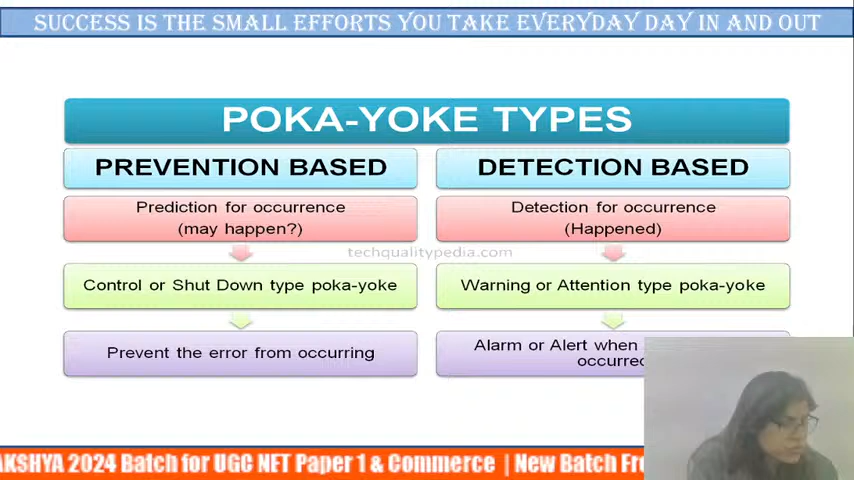 SUCCESS IS THE SMALL EFFORTS YOU TAKE EVERYDAY DAY IN AND OUT
POKA-YOKE TYPES
PREVENTION BASED
DETECTION BASED
Prediction for occurrence
(may happen?)
Detection for occurrence
(Happened)
techqualitypedia.com
Control or Shut Down type poka-yoke
Warning or Attention type poka-yoke
Prevent the error from occurring
Alarm or Alert when
AKSHYA 2024 Batch for UGC NET Paper 1 & Commerce | New Batch